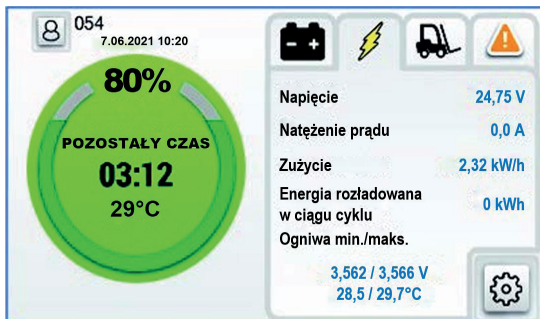 054
7.06.2021 10:20
80%
POZOSTAŁY CZAS
03:12
29°C
Napięcie 24,75 V
Natężenie prądu 0,0 A
Zużycie 2,32 kW/h
Energia rozładowana
w ciągu cyklu 0 kWh
Ogniwa min./maks.
3,562 / 3,566 V
28,5 / 29,7°C